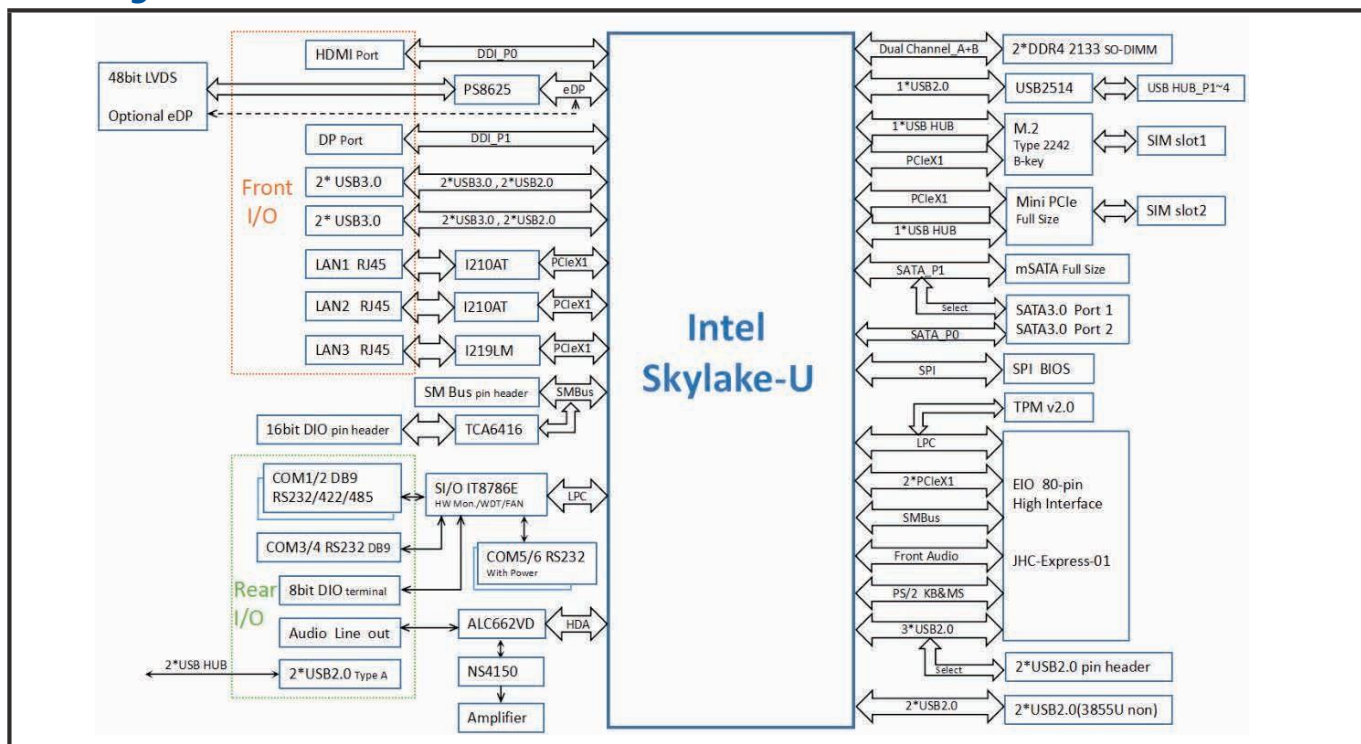 HDMI Port
DDI_P0
48bit LVDS
Optional eDP
PS8625
eDP
DP Port
DDI_P1
Front
I/O
2* USB3.0
2*USB3.0 , 2*USB2.0
2* USB3.0
2*USB3.0 , 2*USB2.0
LAN1 RJ45
I210AT
PCIeX1
LAN2 RJ45
I210AT
PCIeX1
LAN3 RJ45
I219LM
PCIeX1
SM Bus pin header
SMBus
16bit DIO pin header
TCA6416
COM1/2 DB9
RS232/422/485
SI/O IT8786E
HW Mon./WDT/FAN
LPC
COM3/4 RS232 DB9
COM5/6 RS232
With Power
Rear
I/O
8bit DIO terminal
Audio Line out
ALC662VD
HDA
2*USB HUB
2*USB2.0 Type A
NS4150
Amplifier
Intel
Skylake-U
Dual Channel_A+B
2*DDR4 2133 SO-DIMM
1*USB2.0
USB2514
USB HUB_P1~4
1*USB HUB
PCIeX1
M.2
Type 2242
B-key
SIM slot1
PCIeX1
1*USB HUB
Mini PCIe
Full Size
SIM slot2
SATA_P1
mSATA Full Size
Select
SATA3.0 Port 1
SATA3.0 Port 2
SATA_P0
SPI
SPI BIOS
TPM v2.0
LPC
2*PCIeX1
SMBus
Front Audio
PS/2 KB&MS
3*USB2.0
EIO 80-pin
High Interface
JHC-Express-01
Select
2*USB2.0 pin header
2*USB2.0
2*USB2.0(3855U non)